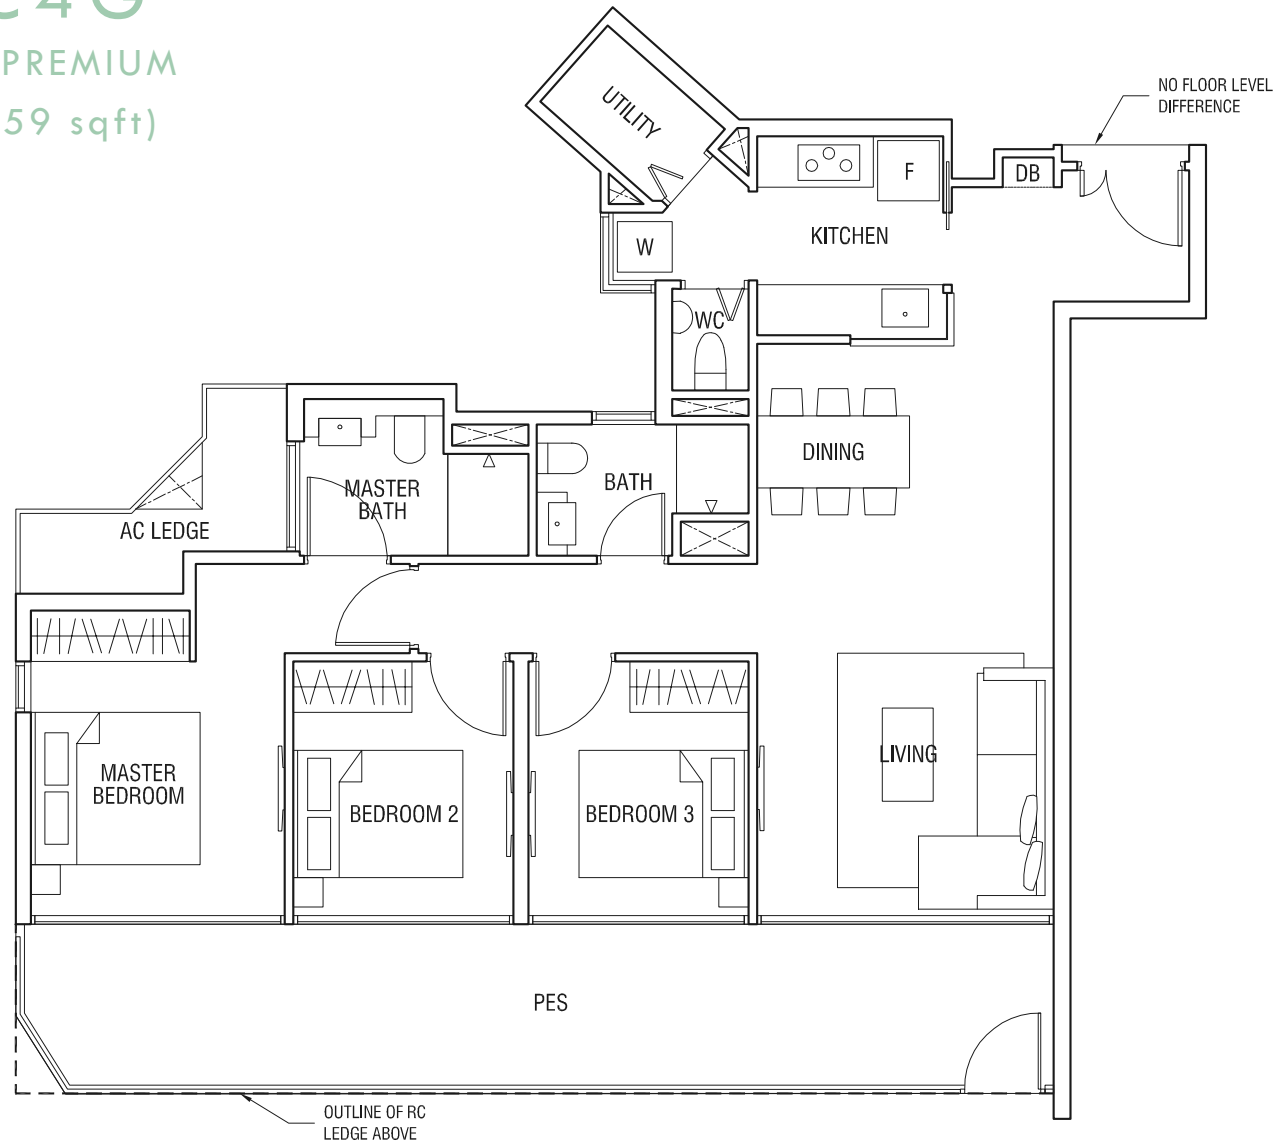 PREMIUM
59 sqft)
NO FLOOR LEVEL
DIFFERENCE
UTILITY
F
DB
W
KITCHEN
WC
DINING
MASTER
BATH
BATH
AC LEDGE
MASTER
BEDROOM
BEDROOM 2
BEDROOM 3
LIVING
PES
OUTLINE OF RC
LEDGE ABOVE